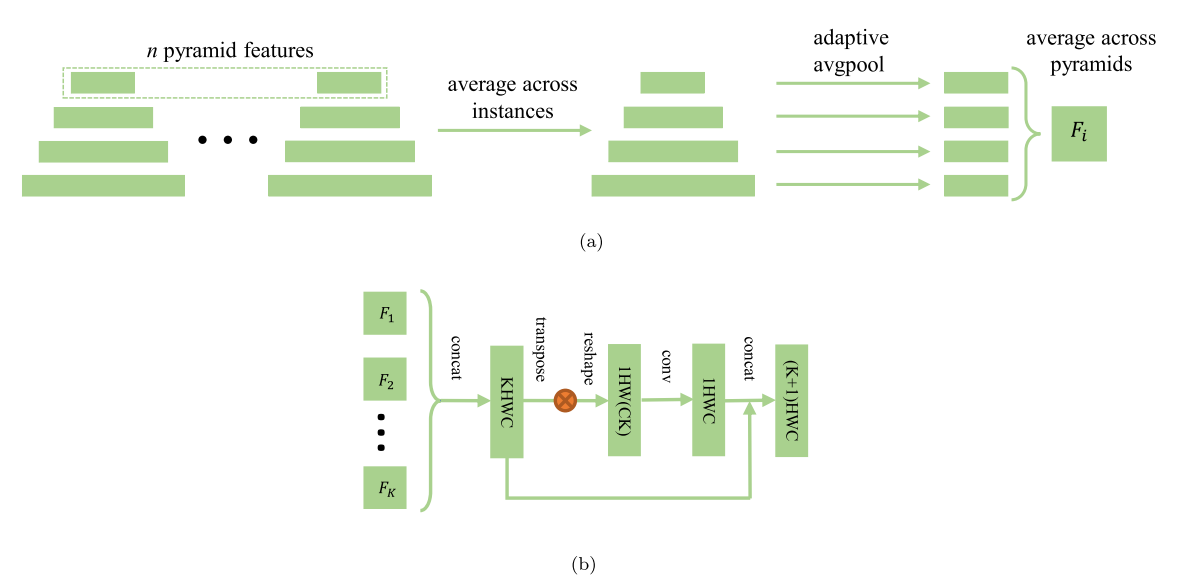 n pyramid features
average across
instances
adaptive
avgpool
average across
pyramids
F_i
(a)
F_1
F_2
F_K
concat
KHWC
transpose
reshape
1HW(CK)
conv
1HWC
concat
(K+1)HWC
(b)